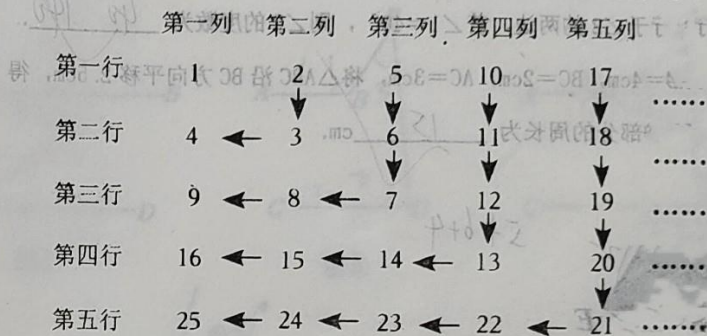 第一列 第二列 第三列 第四列 第五列
第一行 1 2 5 10 17 ……
第二行 4 ← 3 6 11 18 ……
第三行 9 ← 8 ← 7 12 19 ……
第四行 16 ← 15 ← 14 ← 13 20 ……
第五行 25 ← 24 ← 23 ← 22 ← 21 ……